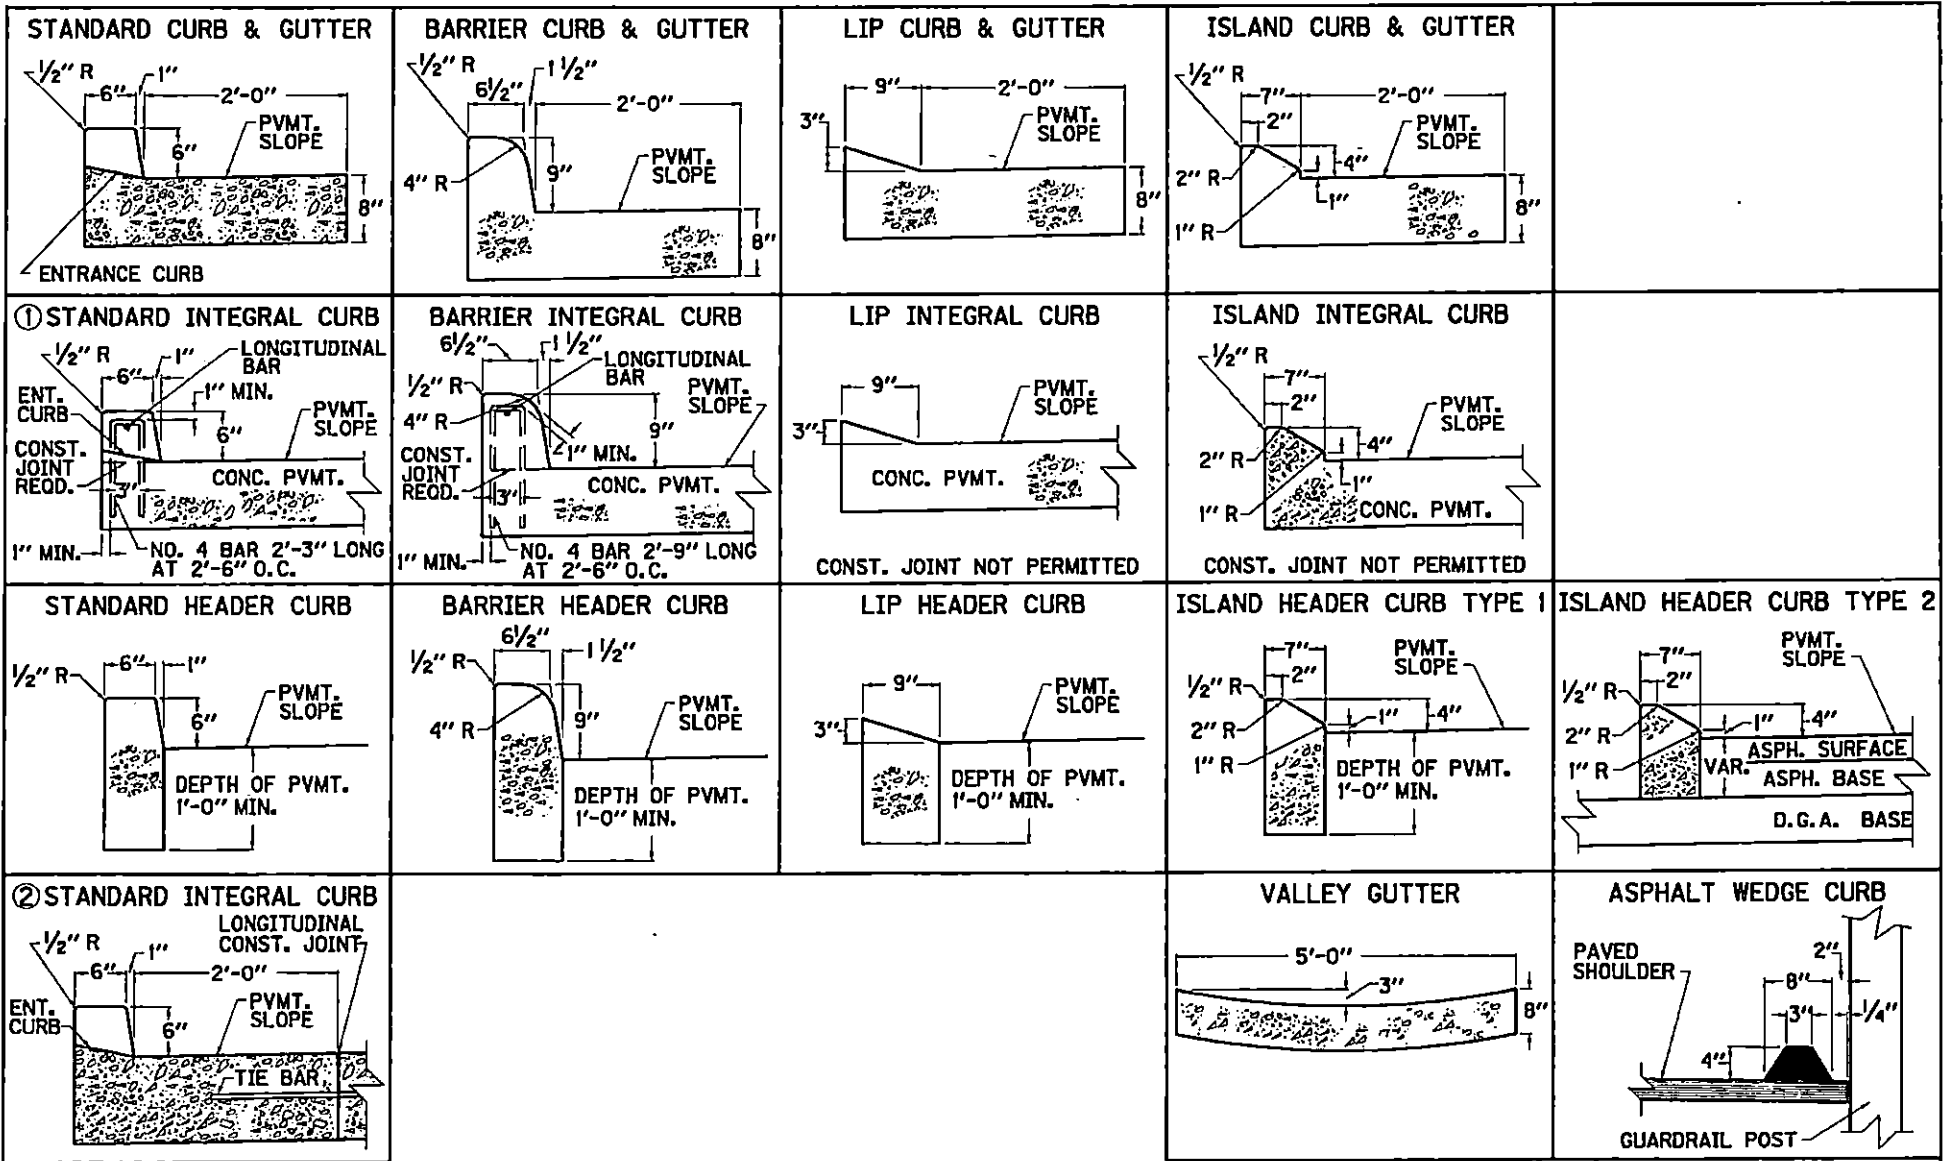 STANDARD CURB & GUTTER
1/2" R
6"
1"
2'-0"
PVMT.
SLOPE
6"
8"
ENTRANCE CURB
BARRIER CURB & GUTTER
1/2" R
6 1/2"
1 1/2"
2'-0"
4" R
9"
PVMT.
SLOPE
8"
LIP CURB & GUTTER
9"
2'-0"
3"
PVMT.
SLOPE
8"
ISLAND CURB & GUTTER
1/2" R
7"
2'-0"
2"
PVMT.
SLOPE
4"
2" R
1"
8"
1" R
① STANDARD INTEGRAL CURB
1/2" R
1"
LONGITUDINAL
BAR
6"
1" MIN.
ENT.
CURB
PVMT.
SLOPE
6"
CONST.
JOINT
REQD.
CONC. PVMT.
3"
1" MIN.
NO. 4 BAR 2'-3" LONG
AT 2'-6" O.C.
BARRIER INTEGRAL CURB
6 1/2"
1 1/2"
LONGITUDINAL
BAR
1/2" R
PVMT.
SLOPE
4" R
9"
1" MIN.
CONST.
JOINT
REQD.
CONC. PVMT.
3"
1" MIN.
NO. 4 BAR 2'-9" LONG
AT 2'-6" O.C.
LIP INTEGRAL CURB
9"
PVMT.
SLOPE
3"
CONC. PVMT.
CONST. JOINT NOT PERMITTED
ISLAND INTEGRAL CURB
1/2" R
7"
2"
PVMT.
SLOPE
4"
2" R
1"
1" R
CONC. PVMT.
CONST. JOINT NOT PERMITTED
STANDARD HEADER CURB
6"
1"
1/2" R
PVMT.
SLOPE
6"
DEPTH OF PVMT.
1'-0" MIN.
BARRIER HEADER CURB
6 1/2"
1 1/2"
1/2" R
PVMT.
SLOPE
4" R
9"
DEPTH OF PVMT.
1'-0" MIN.
LIP HEADER CURB
9"
PVMT.
SLOPE
3"
DEPTH OF PVMT.
1'-0" MIN.
ISLAND HEADER CURB TYPE 1
7"
PVMT.
SLOPE
2"
1/2" R
1"
4"
2" R
1" R
DEPTH OF PVMT.
1'-0" MIN.
ISLAND HEADER CURB TYPE 2
7"
PVMT.
SLOPE
2"
1/2" R
1"
4"
2" R
ASPH. SURFACE
1" R
VAR.
ASPH. BASE
D.G.A. BASE
② STANDARD INTEGRAL CURB
LONGITUDINAL
CONST. JOINT
1/2" R
1"
6"
2'-0"
ENT.
CURB
PVMT.
SLOPE
6"
TIE BAR
VALLEY GUTTER
5'-0"
3"
8"
ASPHALT WEDGE CURB
PAVED
SHOULDER
2"
8"
3"
1/4"
4"
GUARDRAIL POST